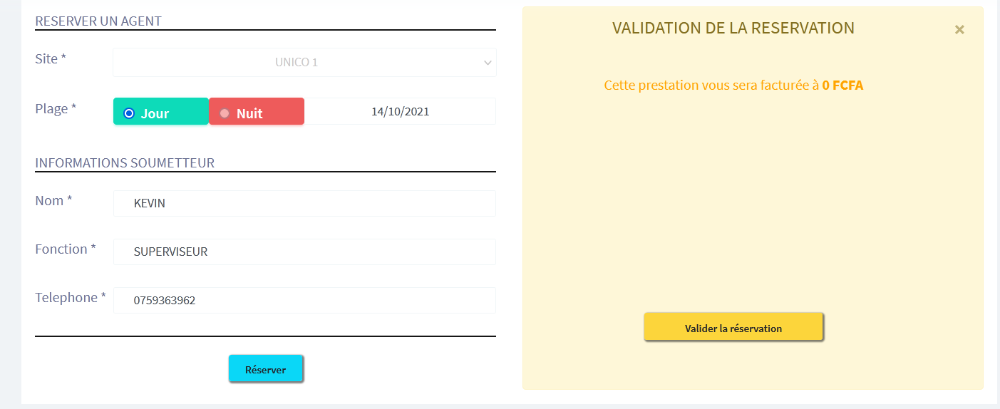 RESERVER UN AGENT
Site *
UNICO 1
Plage *
Jour
Nuit
14/10/2021
INFORMATIONS SOUMETTEUR
Nom *
KEVIN
Fonction *
SUPERVISEUR
Telephone *
0759363962
Réserver
VALIDATION DE LA RESERVATION
×
Cette prestation vous sera facturée à 0 FCFA
Valider la réservation